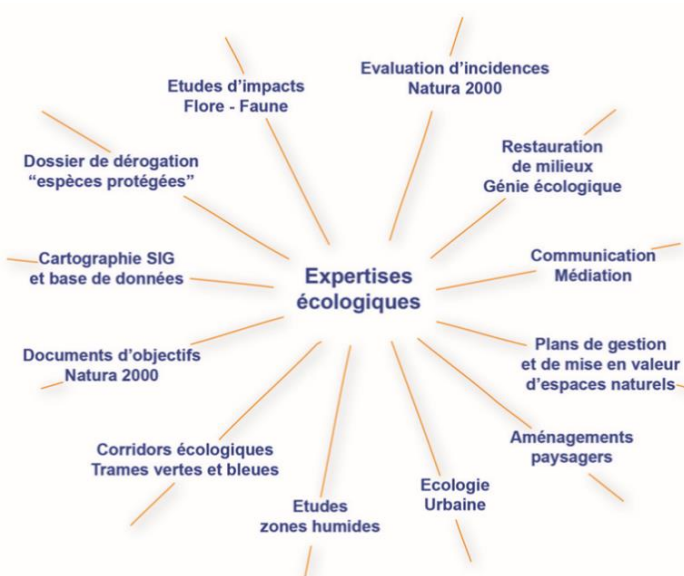 Etudes d'impacts
Flore - Faune
Evaluation d'incidences
Natura 2000
Restauration
de milieux
Génie écologique
Communication
Médiation
Plans de gestion
et de mise en valeur
d'espaces naturels
Aménagements
paysagers
Ecologie
Urbaine
Etudes
zones humides
Corridors écologiques
Trames vertes et bleues
Documents d'objectifs
Natura 2000
Cartographie SIG
et base de données
Dossier de dérogation
“espèces protégées”
Expertises
écologiques